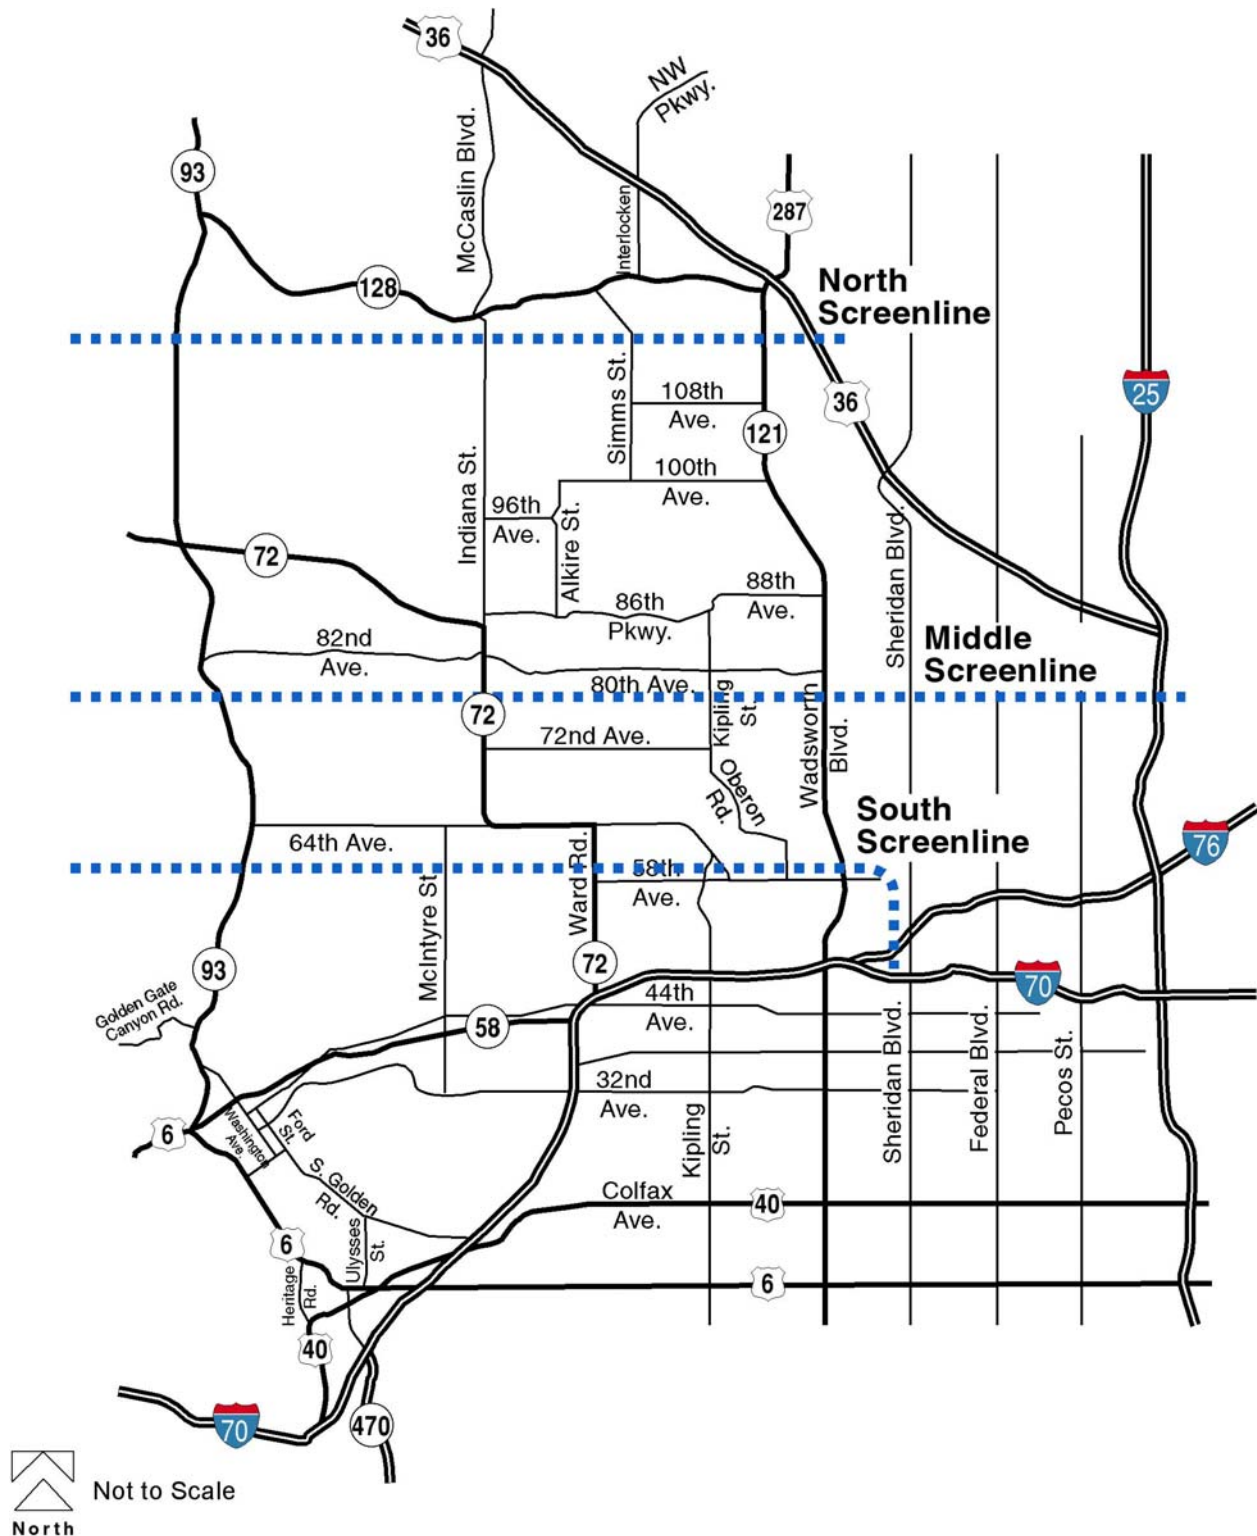 36
NW
Pkwy.
McCaslin Blvd.
93
Interlocken
287
128
North
Screenline
Simms St.
108th
Ave.
36
25
121
Indiana St.
100th
Ave.
96th
Ave.
Alkire St.
72
Sheridan Blvd.
88th
Ave.
86th
Pkwy.
82nd
Ave.
Middle
Screenline
80th Ave.
Kipling
St.
72
Wadsworth
Blvd.
72nd Ave.
Oberon
Rd.
South
Screenline
64th Ave.
76
58th
Ave.
McIntyre St.
Ward Rd.
93
72
70
Golden Gate
Canyon Rd.
44th
Ave.
58
Sheridan Blvd.
Federal Blvd.
Pecos St.
32nd
Ave.
6
Washington
Ave.
Ford
St.
Kipling
St.
S. Golden
Rd.
Colfax
Ave.
40
6
Ulysses
St.
Heritage
Rd.
6
40
70
470
Not to Scale
North